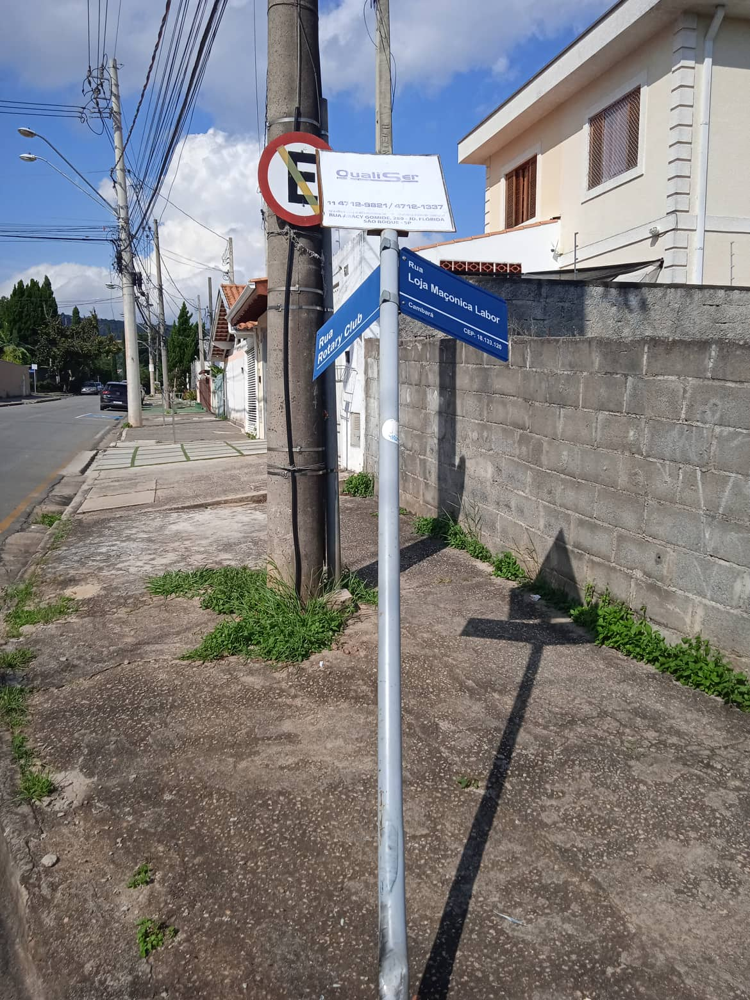 E
QualiSer
11 4712-9821 / 4712-1337
RUA ARACY GOMIDE, 259 - JD. FLÓRIDA
SÃO ROQUE - SP
Rua
Rotary Club
Rua
Loja Maçonica Labor
Cambará
CEP: 18.133.120